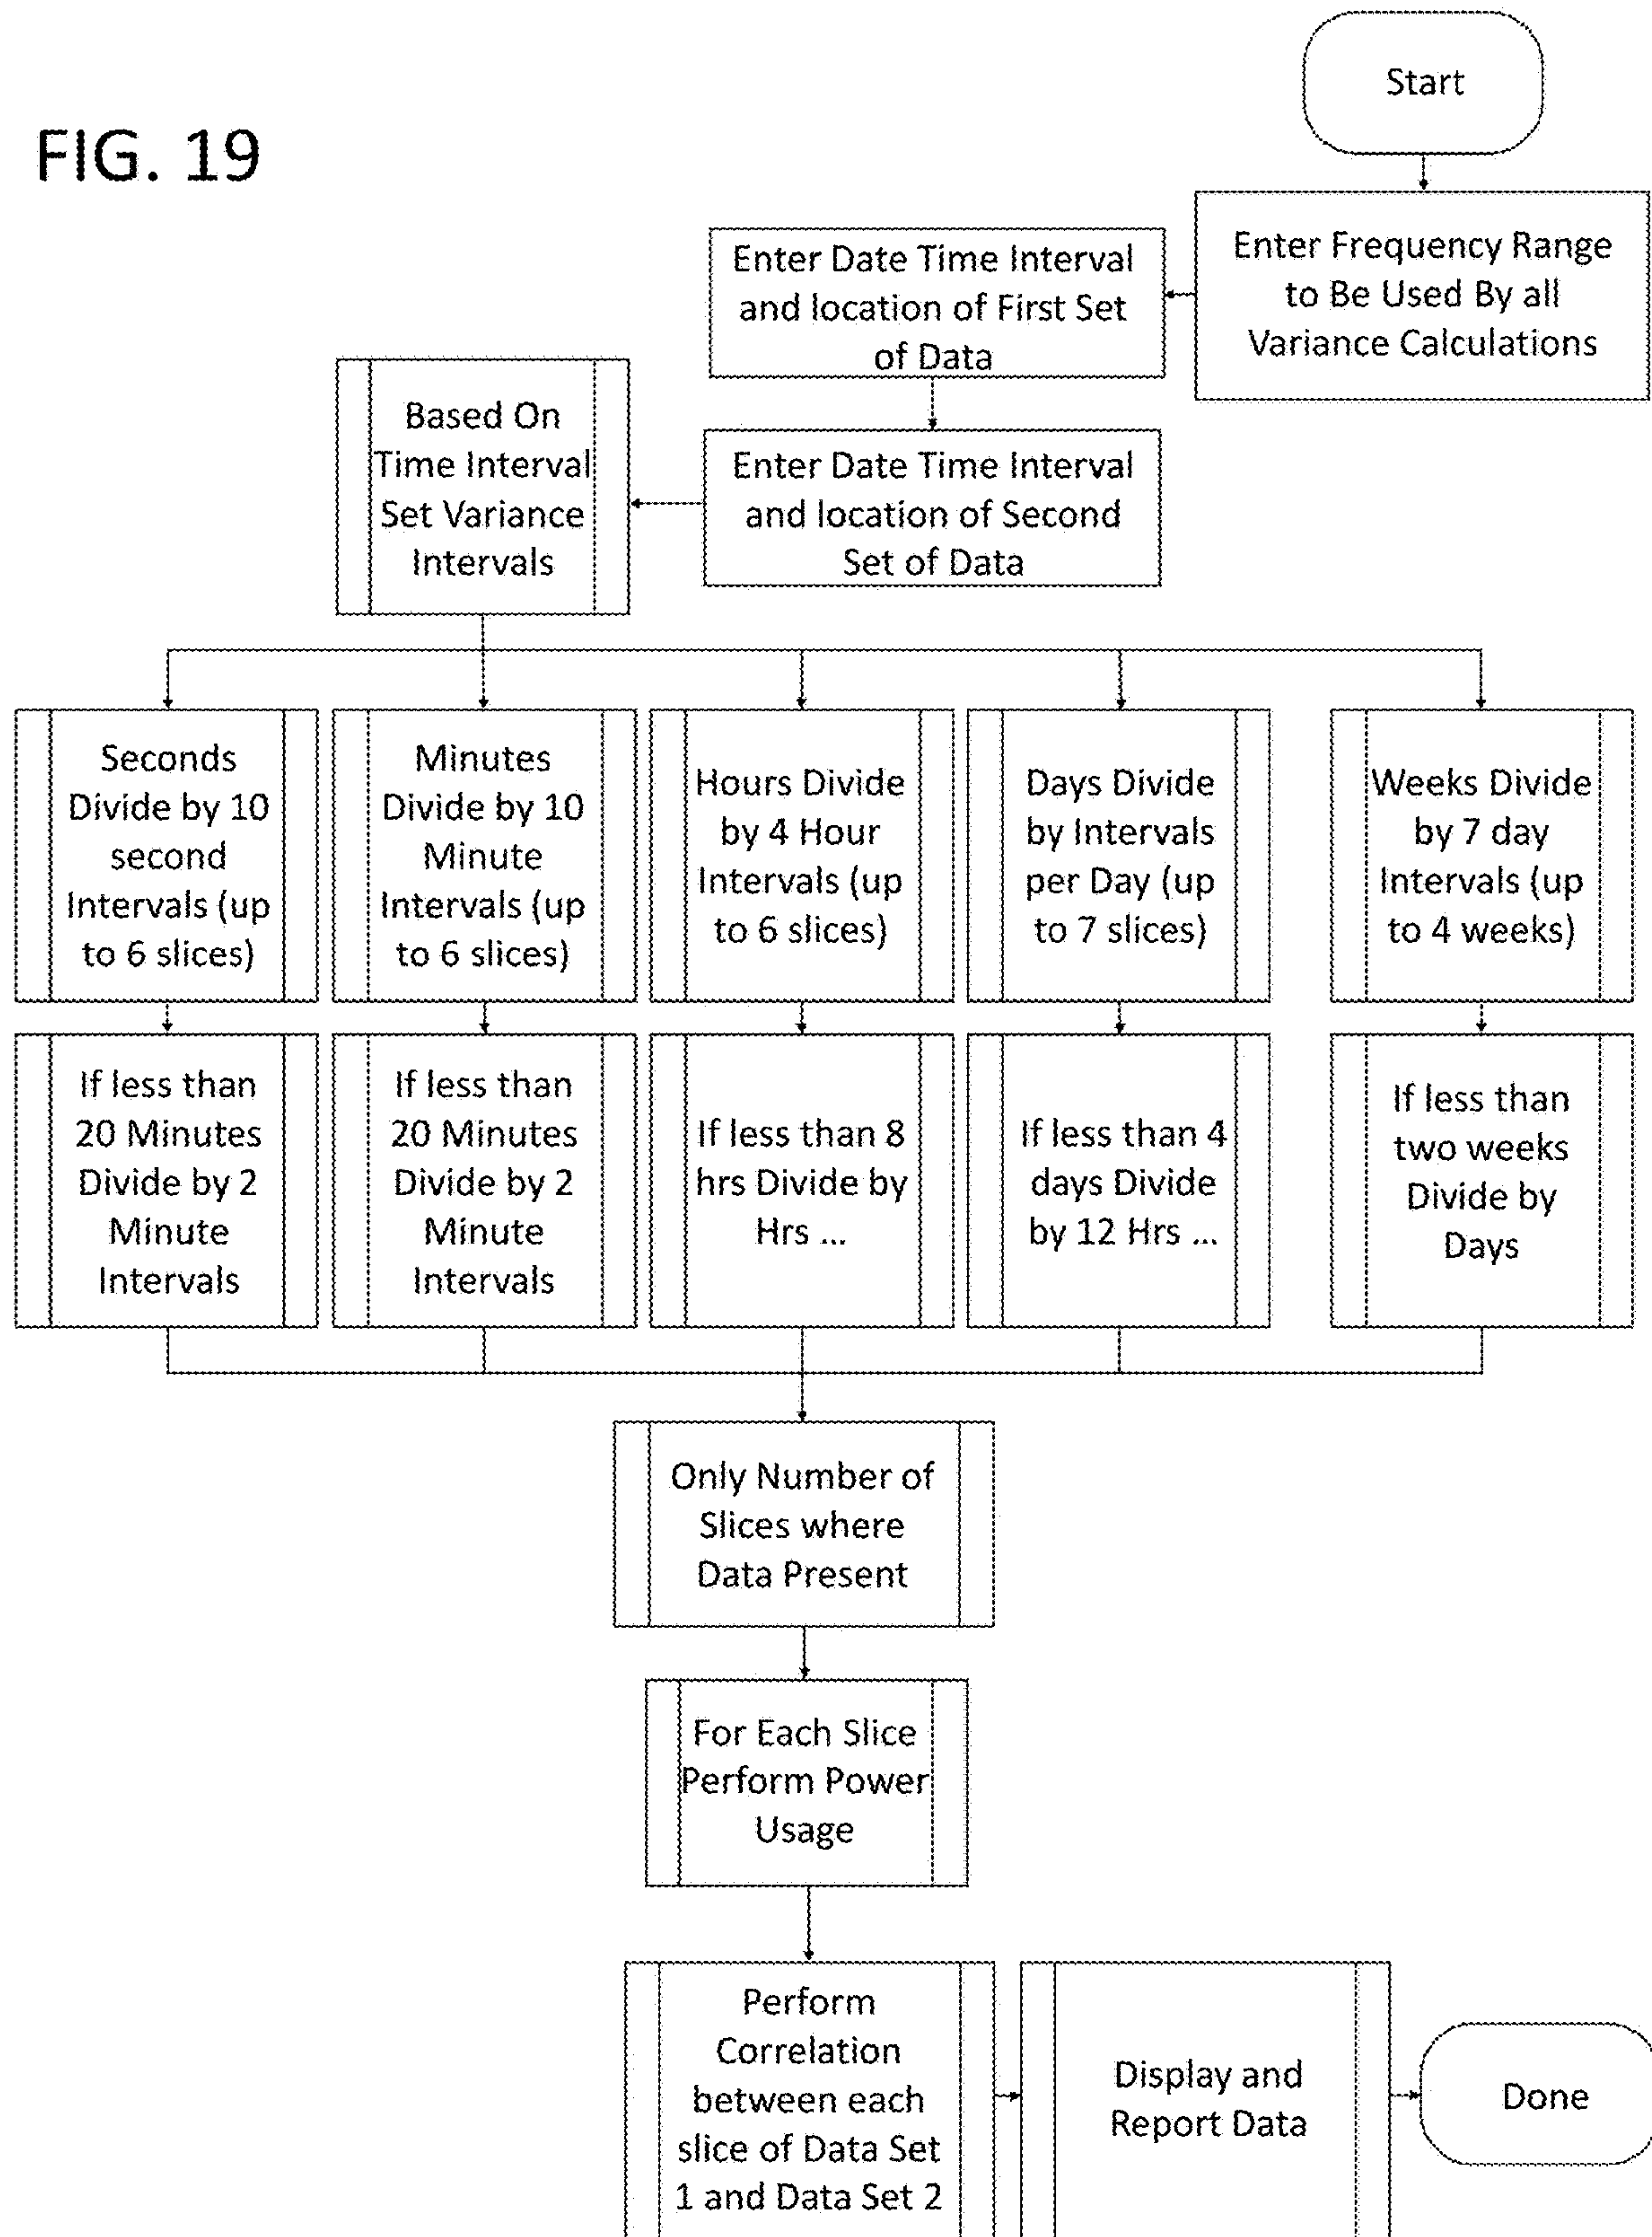 FIG. 19
Start
Enter Frequency Range
to Be Used By all
Variance Calculations
Enter Date Time Interval
and location of First Set
of Data
Enter Date Time Interval
and location of Second
Set of Data
Based On
Time Interval
Set Variance
Intervals
Seconds
Divide by 10
second
Intervals (up
to 6 slices)
Minutes
Divide by 10
Minute
Intervals (up
to 6 slices)
Hours Divide
by 4 Hour
Intervals (up
to 6 slices)
Days Divide
by Intervals
per Day (up
to 7 slices)
Weeks Divide
by 7 day
Intervals (up
to 4 weeks)
If less than
20 Minutes
Divide by 2
Minute
Intervals
If less than
20 Minutes
Divide by 2
Minute
Intervals
If less than 8
hrs Divide by
Hrs ...
If less than 4
days Divide
by 12 Hrs ...
If less than
two weeks
Divide by
Days
Only Number of
Slices where
Data Present
For Each Slice
Perform Power
Usage
Perform
Correlation
between each
slice of Data Set
1 and Data Set 2
Display and
Report Data
Done